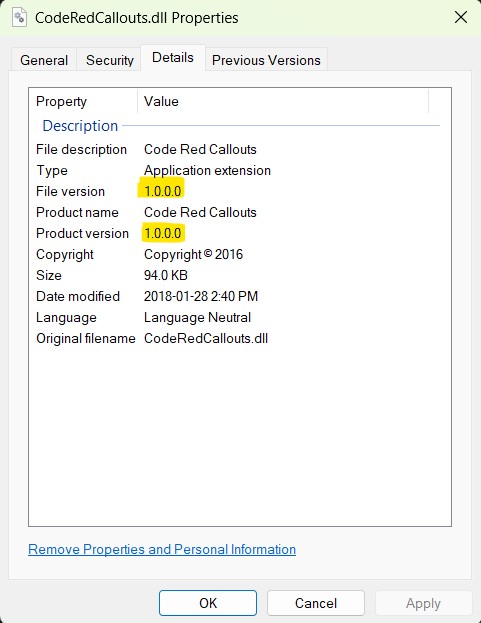 CodeRedCallouts.dll Properties
General Security Details Previous Versions
Property Value
Description
File description Code Red Callouts
Type Application extension
File version 1.0.0.0
Product name Code Red Callouts
Product version 1.0.0.0
Copyright Copyright © 2016
Size 94.0 KB
Date modified 2018-01-28 2:40 PM
Language Language Neutral
Original filename CodeRedCallouts.dll
Remove Properties and Personal Information
OK Cancel Apply